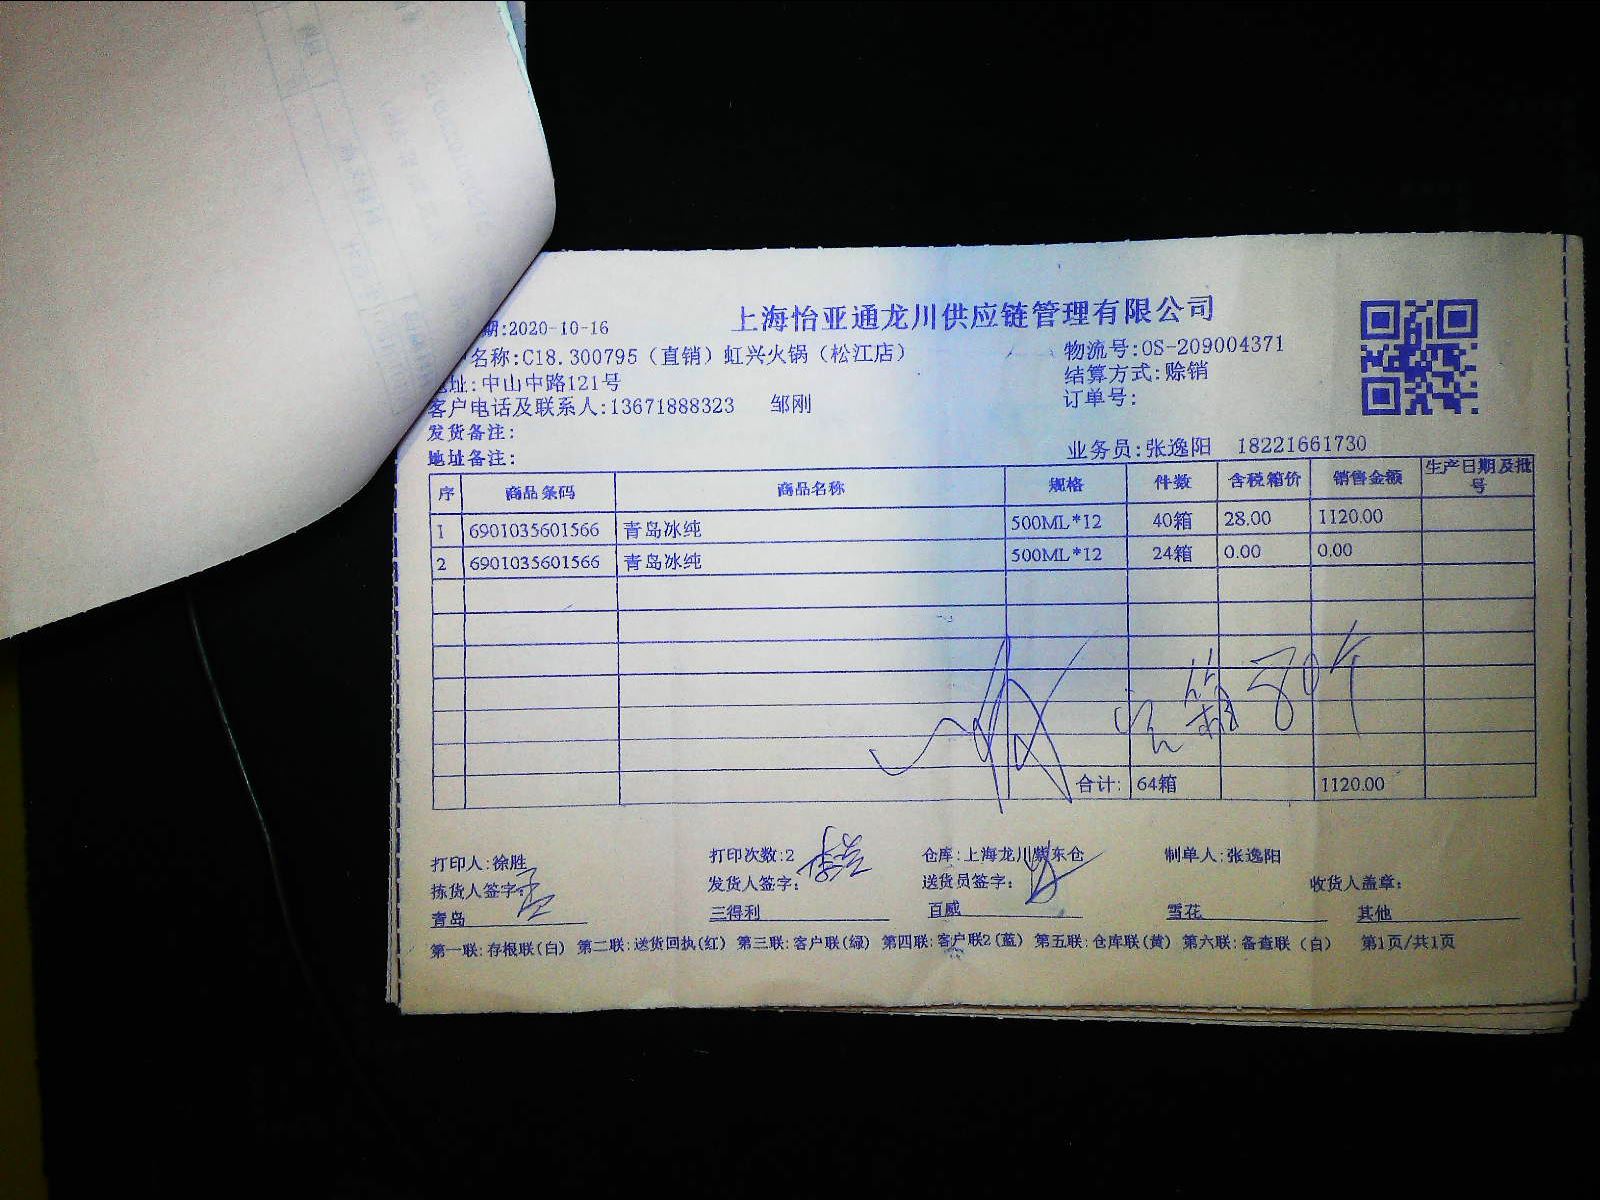 上海怡亚通龙川供应链管理有限公司
期:2020-10-16
名称:C18.300795（直销）虹兴火锅（松江店）
物流号:OS-209004371
地址:中山中路121号
结算方式:赊销
客户电话及联系人:13671888323 邹刚
订单号:
发货备注:
地址备注:
业务员:张逸阳 18221661730
序 商品条码 商品名称 规格 件数 含税箱价 销售金额 生产日期及批号
1 6901035601566 青岛冰纯 500ML*12 40箱 28.00 1120.00
2 6901035601566 青岛冰纯 500ML*12 24箱 0.00 0.00
合计: 64箱 1120.00
打印人:徐胜 打印次数:2 仓库:上海龙川紫东仓 制单人:张逸阳
拣货人签字: 发货人签字: 送货员签字: 收货人盖章:
青岛 三得利 百威 雪花 其他
第一联:存根联(白) 第二联:送货回执(红) 第三联:客户联(绿) 第四联:客户联2(蓝) 第五联:仓库联(黄) 第六联:备查联（白） 第1页/共1页